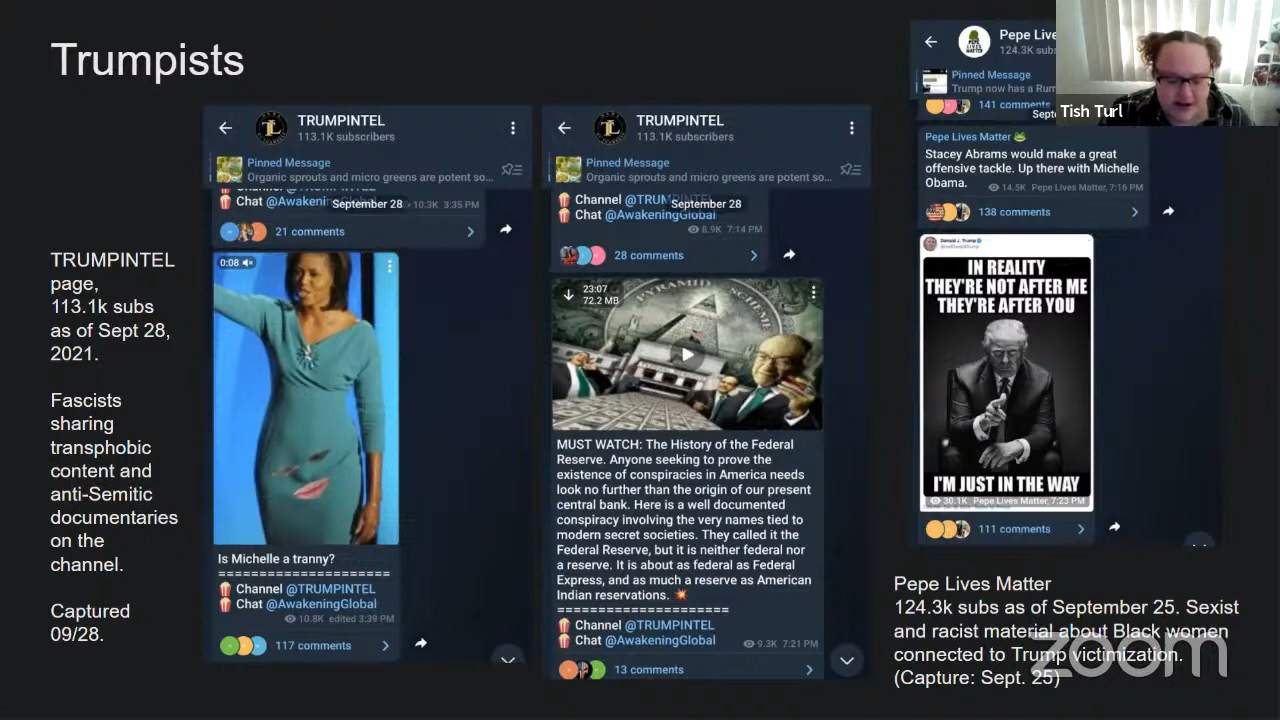 Trumpists
TRUMPINTEL
page,
113.1k subs
as of Sept 28,
2021.
Fascists
sharing
transphobic
content and
anti-Semitic
documentaries
on the
channel.
Captured
09/28.
TRUMPINTEL
113.1K subscribers
Pinned Message
Organic sprouts and micro greens are potent so...
Channel @TRUMPINTEL
Chat @Awakening
September 28
10.3K 3:35 PM
21 comments
0:08
Is Michelle a tranny?
====================
Channel @TRUMPINTEL
Chat @AwakeningGlobal
10.8K edited 3:39 PM
117 comments
TRUMPINTEL
113.1K subscribers
Pinned Message
Organic sprouts and micro greens are potent so...
Channel @TRUM
September 28
Chat @AwakeningGlobal
8.9K 7:14 PM
28 comments
23:07
72.2 MB
PYRAMID SCHEME
MUST WATCH: The History of the Federal
Reserve. Anyone seeking to prove the
existence of conspiracies in America needs
look no further than the origin of our present
central bank. Here is a well documented
conspiracy involving the very names tied to
modern secret societies. They called it the
Federal Reserve, but it is neither federal nor
a reserve. It is about as federal as Federal
Express, and as much a reserve as American
Indian reservations.
====================
Channel @TRUMPINTEL
Chat @AwakeningGlobal
9.3K 7:21 PM
13 comments
PEPE
LIVES
MATTER
Pepe Live
124.3K subs
Pinned Message
Trump now has a Rum
141 comments
Septe
Tish Turl
Pepe Lives Matter
Stacey Abrams would make a great
offensive tackle. Up there with Michelle
Obama.
14.5K Pepe Lives Matter, 7:16 PM
138 comments
Donald J. Trump
@realDonaldTrump
IN REALITY
THEY'RE NOT AFTER ME
THEY'RE AFTER YOU
I'M JUST IN THE WAY
30.1K Pepe Lives Matter, 7:23 PM
111 comments
Pepe Lives Matter
124.3k subs as of September 25. Sexist
and racist material about Black women
connected to Trump victimization.
(Capture: Sept. 25)
zoom